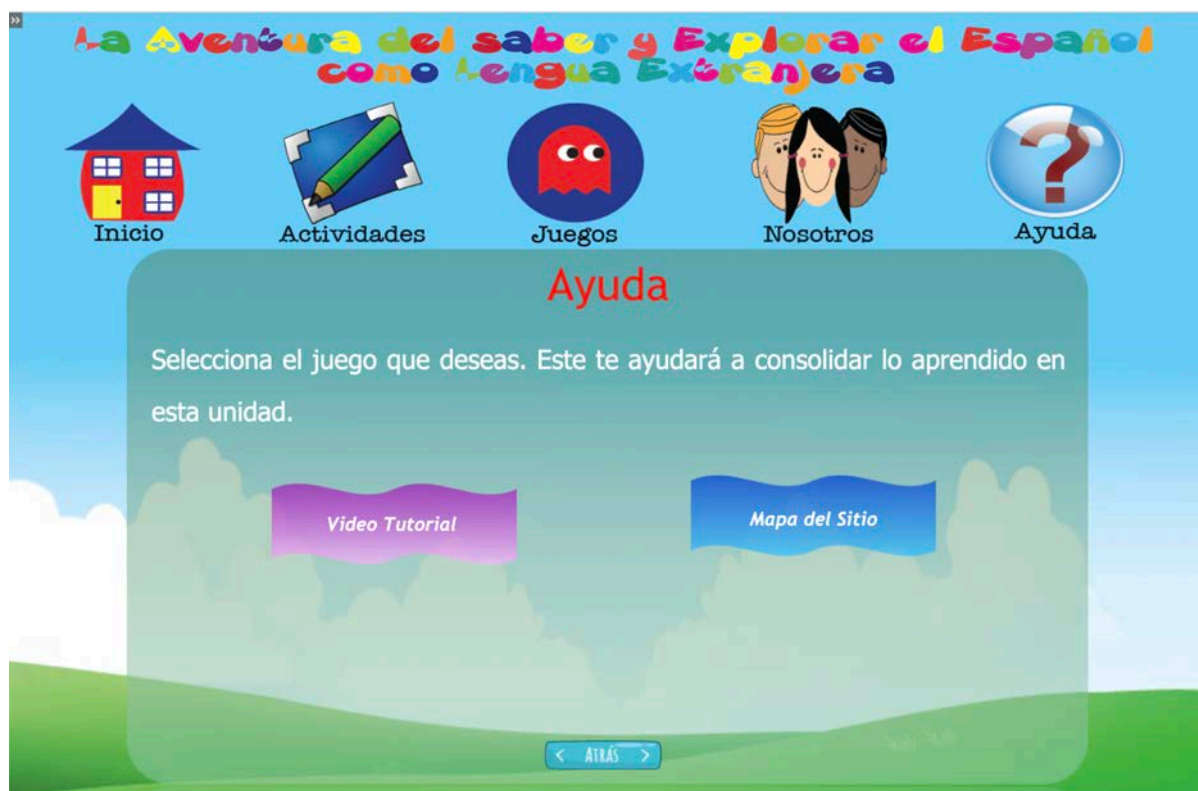 La Aventura del saber y Explorar el Español
como Lengua Extranjera
Inicio
Actividades
Juegos
Nosotros
Ayuda
Ayuda
Selecciona el juego que deseas. Este te ayudará a consolidar lo aprendido en
esta unidad.
Video Tutorial
Mapa del Sitio
< ATRÁS >